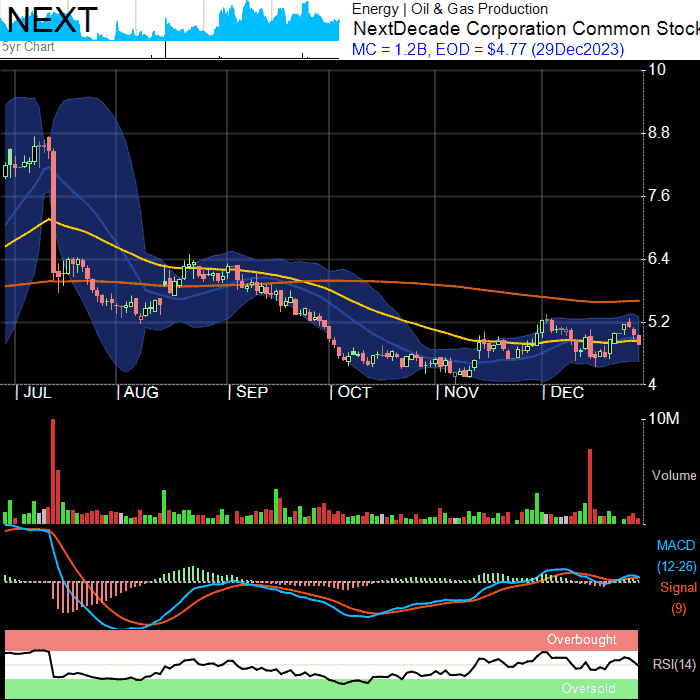 NEXT
5yr Chart
Energy | Oil & Gas Production
NextDecade Corporation Common Stock
MC = 1.2B, EOD = $4.77 (29Dec2023)
10
8.8
7.6
6.4
5.2
4
JUL AUG SEP OCT NOV DEC
10M
Volume
MACD
(12-26)
Signal
(9)
Overbought
RSI(14)
Oversold